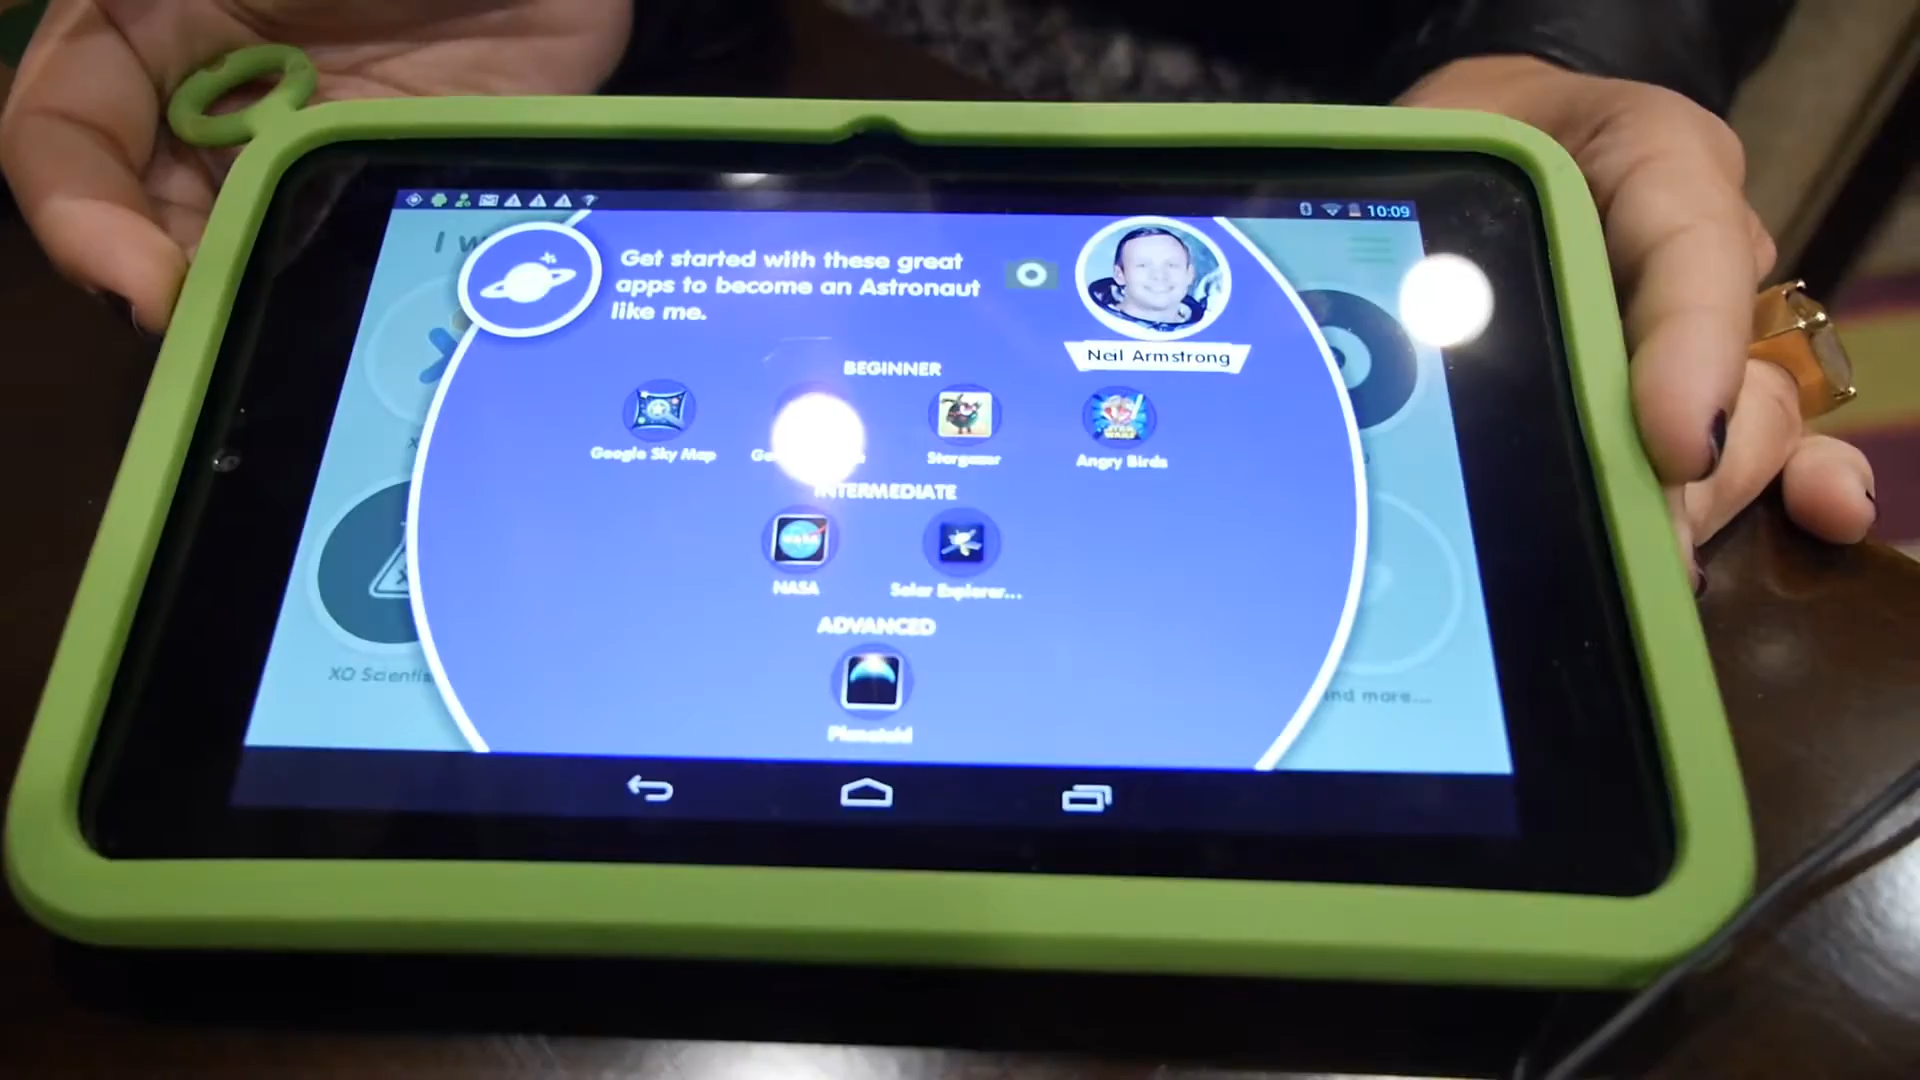 10:09
I w
Get started with these great
apps to become an Astronaut
like me.
Neil Armstrong
BEGINNER
Google Sky Map
Stargazer
Angry Birds
INTERMEDIATE
NASA
Solar Explorer...
ADVANCED
XO Scientis
and more...